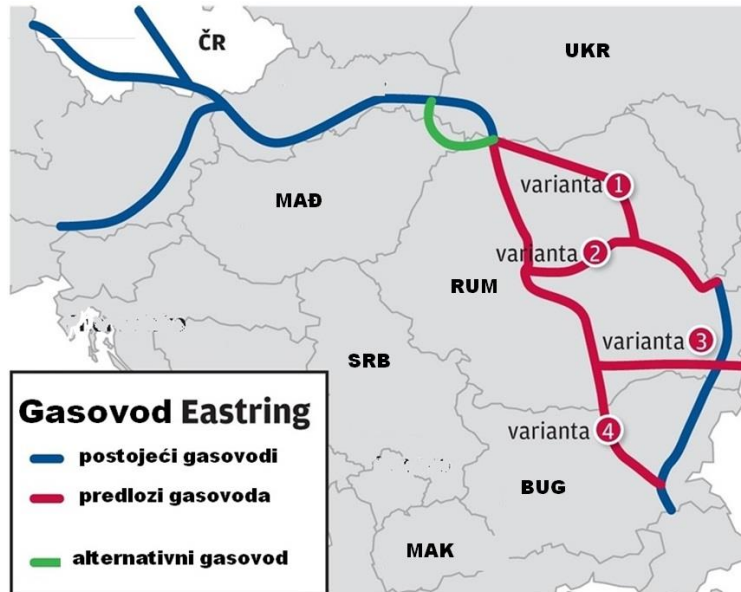 ČR
UKR
varianta 1
MAĐ
varianta 2
RUM
varianta 3
SRB
Gasovod Eastring
postojeći gasovodi
varianta 4
predlozi gasovoda
BUG
MAK
alternativni gasovod